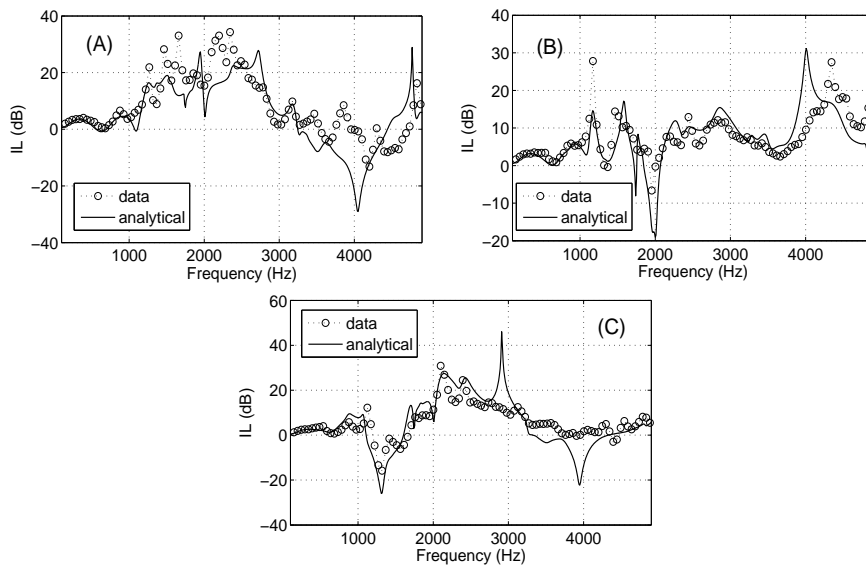 (A)
40
20
0
−20
−40
IL (dB)
data
analytical
1000 2000 3000 4000
Frequency (Hz)
(B)
40
30
20
10
0
−10
−20
IL (dB)
data
analytical
1000 2000 3000 4000
Frequency (Hz)
(C)
60
40
20
0
−20
−40
IL (dB)
data
analytical
1000 2000 3000 4000
Frequency (Hz)